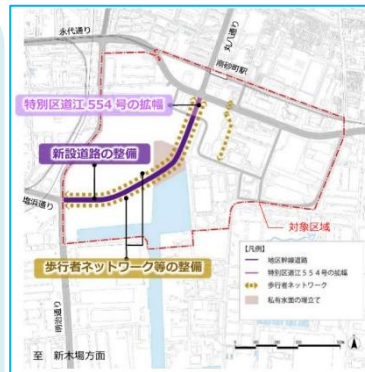 永代通り
丸八通り
南砂町駅
特別区道江554号の拡幅
新設道路の整備
塩浜通り
対象区域
歩行者ネットワーク等の整備
明治通り
【凡例】
地区幹線道路
特別区道江554号の拡幅
歩行者ネットワーク
私有水面の埋立て
至 新木場方面